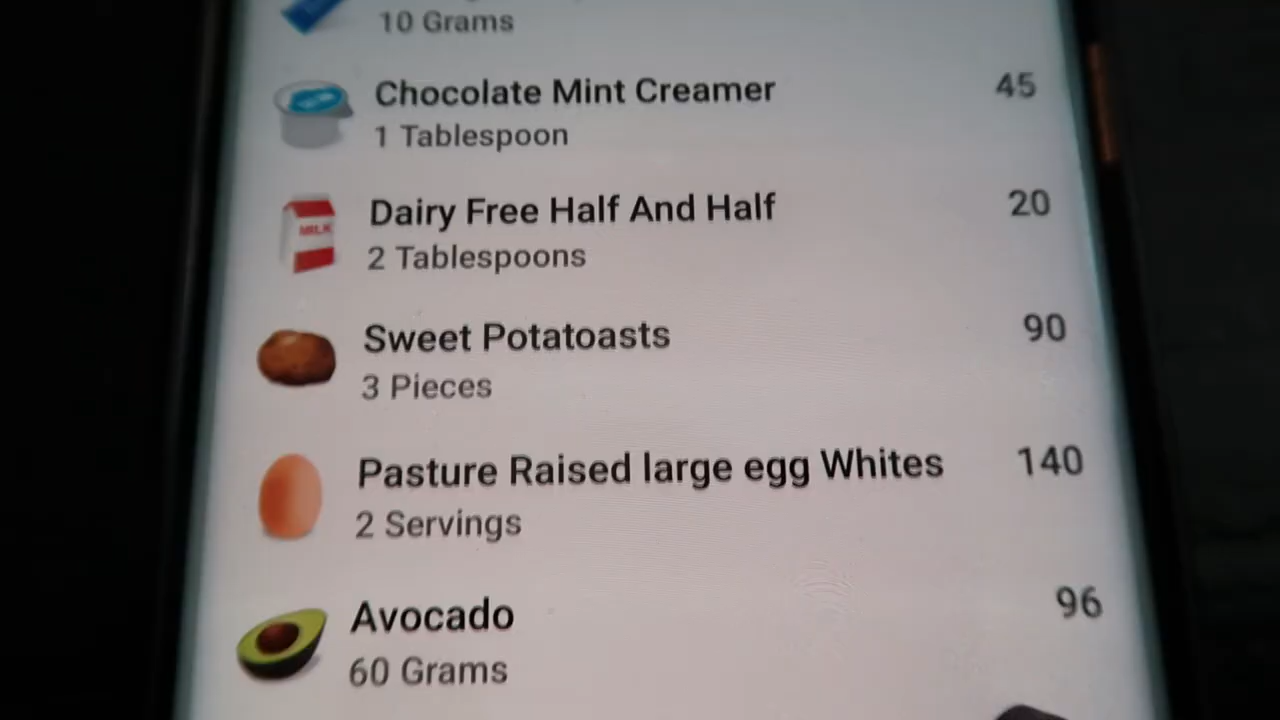 10 Grams
Chocolate Mint Creamer 45
1 Tablespoon
Dairy Free Half And Half 20
MILK
2 Tablespoons
Sweet Potatoasts 90
3 Pieces
Pasture Raised large egg Whites 140
2 Servings
Avocado 96
60 Grams